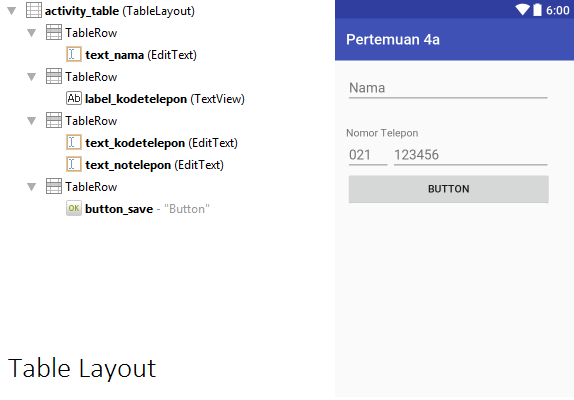 activity_table (TableLayout)
TableRow
text_nama (EditText)
TableRow
Ab label_kodetelepon (TextView)
TableRow
text_kodetelepon (EditText)
text_notelepon (EditText)
TableRow
OK button_save - "Button"
Table Layout
6:00
Pertemuan 4a
Nama
Nomor Telepon
021 123456
BUTTON